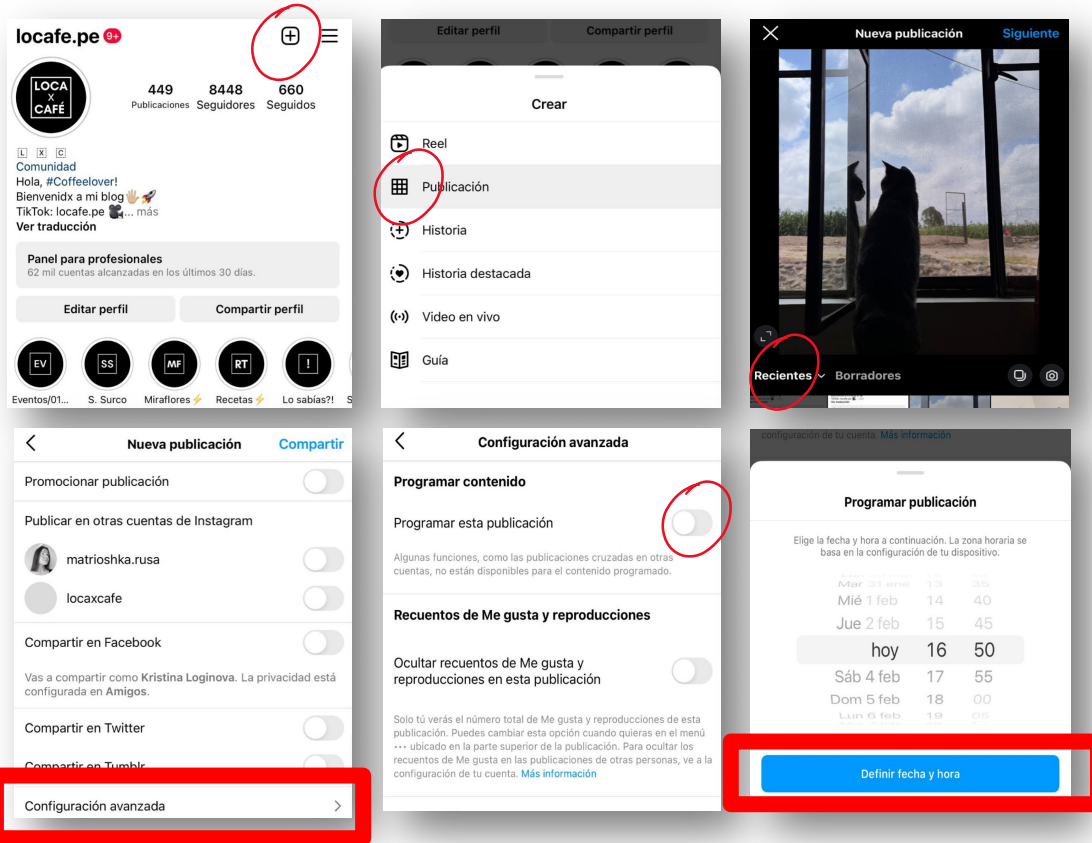 locafe.pe 9+
LOCA
X
CAFÉ
449 8448 660
Publicaciones Seguidores Seguidos
L X C
Comunidad
Hola, #Coffeelover!
Bienvenidx a mi blog🖐🏼 🚀
TikTok: locafe.pe 🎥... más
Ver traducción
Panel para profesionales
62 mil cuentas alcanzadas en los últimos 30 días.
Editar perfil Compartir perfil
EV SS MF RT !
Eventos/01... S. Surco Miraflores⚡ Recetas⚡ Lo sabías?! S
Editar perfil Compartir perfil
Crear
Reel
Publicación
Historia
Historia destacada
Video en vivo
Guía
Nueva publicación Siguiente
Recientes Borradores
Nueva publicación Compartir
Promocionar publicación
Publicar en otras cuentas de Instagram
matrioshka.rusa
locaxcafe
Compartir en Facebook
Vas a compartir como Kristina Loginova. La privacidad está
configurada en Amigos.
Compartir en Twitter
Compartir en Tumblr
Configuración avanzada
Configuración avanzada
Programar contenido
Programar esta publicación
Algunas funciones, como las publicaciones cruzadas en otras
cuentas, no están disponibles para el contenido programado.
Recuentos de Me gusta y reproducciones
Ocultar recuentos de Me gusta y
reproducciones en esta publicación
Solo tú verás el número total de Me gusta y reproducciones de esta
publicación. Puedes cambiar esta opción cuando quieras en el menú
··· ubicado en la parte superior de la publicación. Para ocultar los
recuentos de Me gusta en las publicaciones de otras personas, ve a la
configuración de tu cuenta. Más información
configuración de tu cuenta. Más información
Programar publicación
Elige la fecha y hora a continuación. La zona horaria se
basa en la configuración de tu dispositivo.
Mar 31 ene 13 35
Mié 1 feb 14 40
Jue 2 feb 15 45
hoy 16 50
Sáb 4 feb 17 55
Dom 5 feb 18 00
Lun 6 feb 19 05
Definir fecha y hora